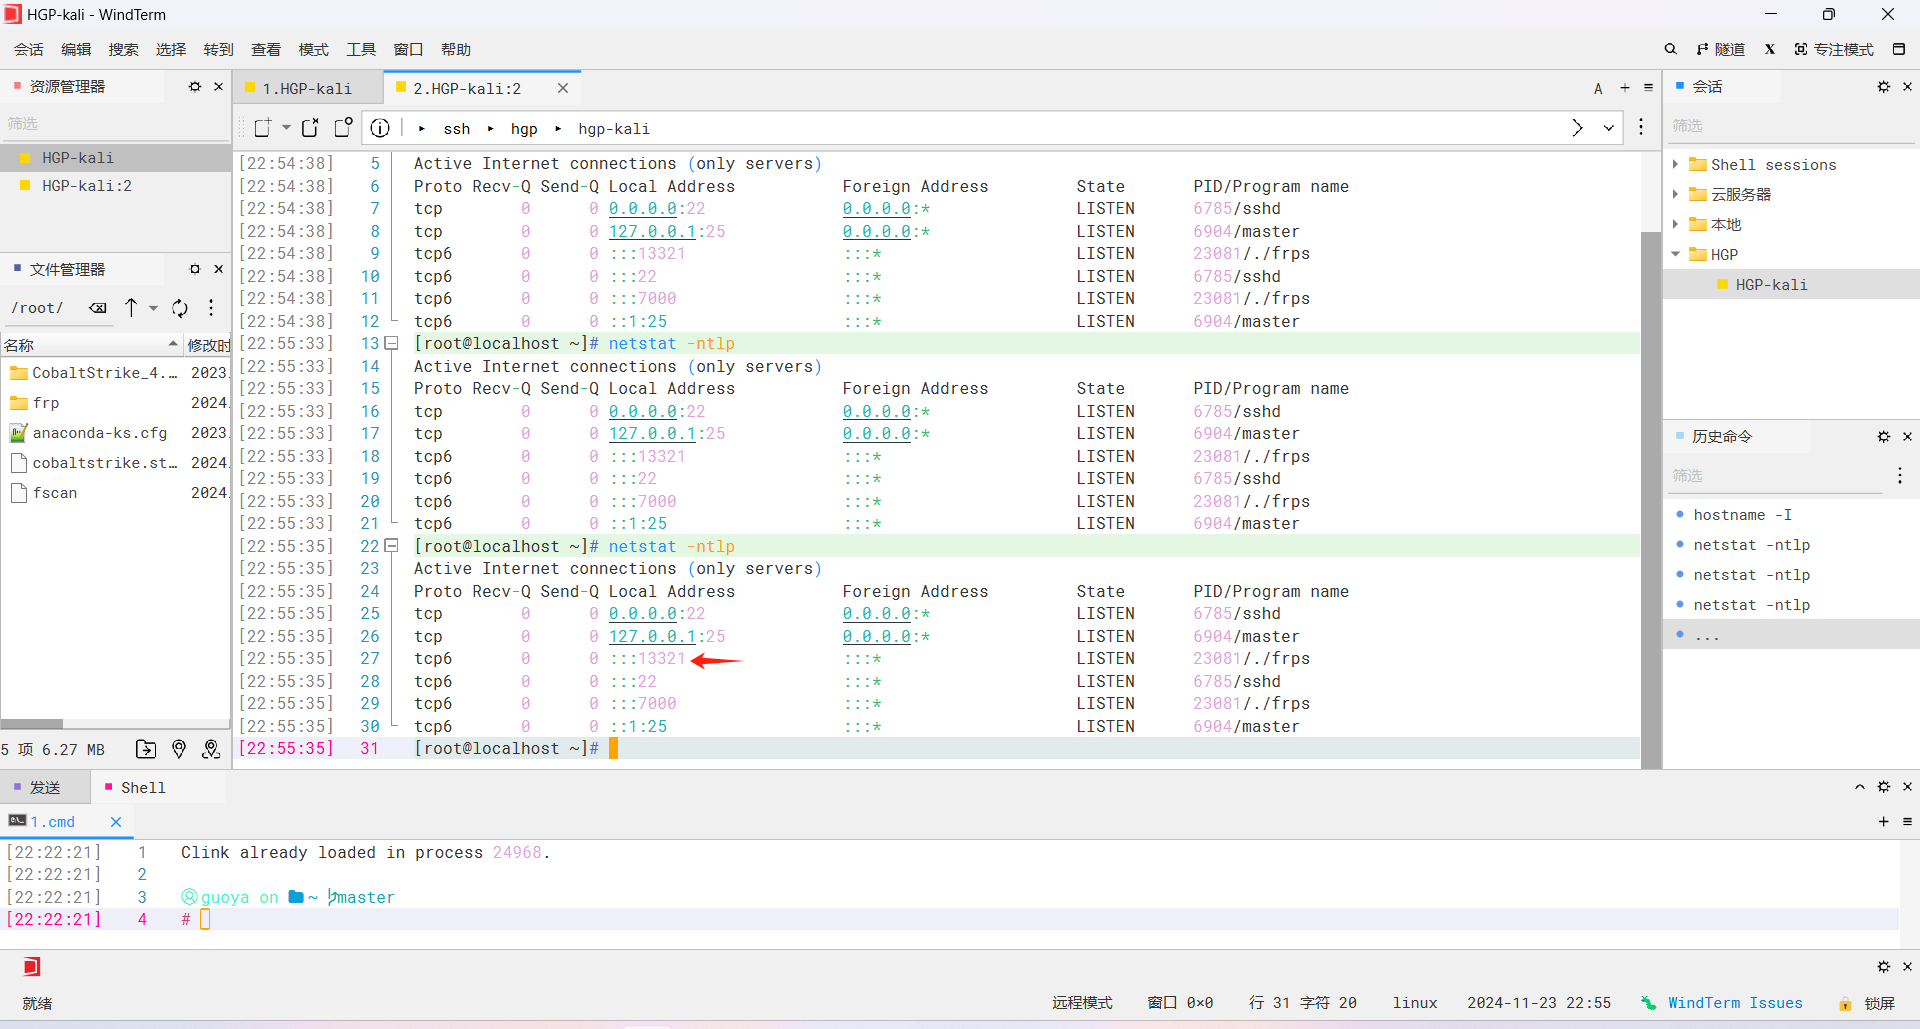 HGP-kali - WindTerm
会话 编辑 搜索 选择 转到 查看 模式 工具 窗口 帮助
隧道 X 专注模式
资源管理器
筛选
HGP-kali
HGP-kali:2
文件管理器
/root/
名称 修改时
CobaltStrike_4.… 2023.
frp 2024.
anaconda-ks.cfg 2023.
cobaltstrike.st… 2024.
fscan 2024.
5 项 6.27 MB
1.HGP-kali 2.HGP-kali:2
A
ssh hgp hgp-kali
[22:54:38] 5 Active Internet connections (only servers)
[22:54:38] 6 Proto Recv-Q Send-Q Local Address Foreign Address State PID/Program name
[22:54:38] 7 tcp 0 0 0.0.0.0:22 0.0.0.0:* LISTEN 6785/sshd
[22:54:38] 8 tcp 0 0 127.0.0.1:25 0.0.0.0:* LISTEN 6904/master
[22:54:38] 9 tcp6 0 0 :::13321 :::* LISTEN 23081/./frps
[22:54:38] 10 tcp6 0 0 :::22 :::* LISTEN 6785/sshd
[22:54:38] 11 tcp6 0 0 :::7000 :::* LISTEN 23081/./frps
[22:54:38] 12 tcp6 0 0 ::1:25 :::* LISTEN 6904/master
[22:55:33] 13 [root@localhost ~]# netstat -ntlp
[22:55:33] 14 Active Internet connections (only servers)
[22:55:33] 15 Proto Recv-Q Send-Q Local Address Foreign Address State PID/Program name
[22:55:33] 16 tcp 0 0 0.0.0.0:22 0.0.0.0:* LISTEN 6785/sshd
[22:55:33] 17 tcp 0 0 127.0.0.1:25 0.0.0.0:* LISTEN 6904/master
[22:55:33] 18 tcp6 0 0 :::13321 :::* LISTEN 23081/./frps
[22:55:33] 19 tcp6 0 0 :::22 :::* LISTEN 6785/sshd
[22:55:33] 20 tcp6 0 0 :::7000 :::* LISTEN 23081/./frps
[22:55:33] 21 tcp6 0 0 ::1:25 :::* LISTEN 6904/master
[22:55:35] 22 [root@localhost ~]# netstat -ntlp
[22:55:35] 23 Active Internet connections (only servers)
[22:55:35] 24 Proto Recv-Q Send-Q Local Address Foreign Address State PID/Program name
[22:55:35] 25 tcp 0 0 0.0.0.0:22 0.0.0.0:* LISTEN 6785/sshd
[22:55:35] 26 tcp 0 0 127.0.0.1:25 0.0.0.0:* LISTEN 6904/master
[22:55:35] 27 tcp6 0 0 :::13321 :::* LISTEN 23081/./frps
[22:55:35] 28 tcp6 0 0 :::22 :::* LISTEN 6785/sshd
[22:55:35] 29 tcp6 0 0 :::7000 :::* LISTEN 23081/./frps
[22:55:35] 30 tcp6 0 0 ::1:25 :::* LISTEN 6904/master
[22:55:35] 31 [root@localhost ~]#
会话
筛选
Shell sessions
云服务器
本地
HGP
HGP-kali
历史命令
筛选
hostname -I
netstat -ntlp
netstat -ntlp
netstat -ntlp
...
发送 Shell
1.cmd
[22:22:21] 1 Clink already loaded in process 24968.
[22:22:21] 2
[22:22:21] 3 guoya on ~ master
[22:22:21] 4 #
就绪 远程模式 窗口 0×0 行 31 字符 20 linux 2024-11-23 22:55 WindTerm Issues 锁屏